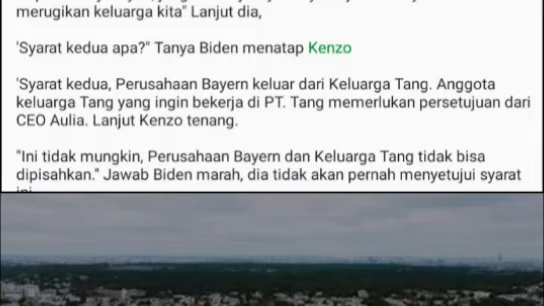 merugikan keluarga kita" Lanjut dia,
'Syarat kedua apa?" Tanya Biden menatap Kenzo
'Syarat kedua, Perusahaan Bayern keluar dari Keluarga Tang. Anggota
keluarga Tang yang ingin bekerja di PT. Tang memerlukan persetujuan dari
CEO Aulia. Lanjut Kenzo tenang.
"Ini tidak mungkin, Perusahaan Bayern dan Keluarga Tang tidak bisa
dipisahkan." Jawab Biden marah, dia tidak akan pernah menyetujui syarat